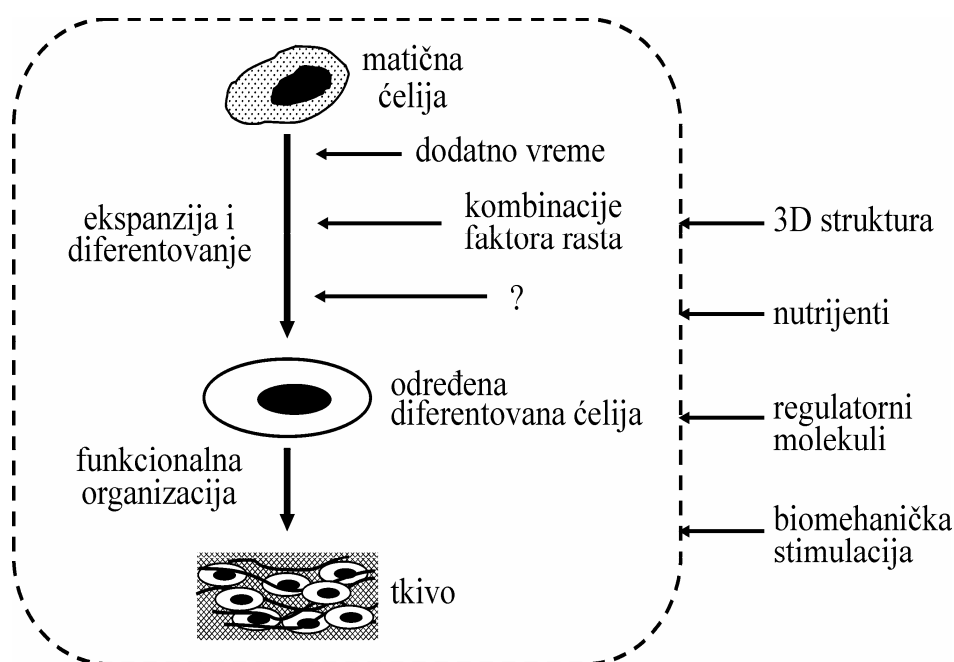 matična
ćelija
dodatno vreme
ekspanzija i
diferentovanje
kombinacije
faktora rasta
?
određena
diferentovana ćelija
funkcionalna
organizacija
tkivo
3D struktura
nutrijenti
regulatorni
molekuli
biomehanička
stimulacija